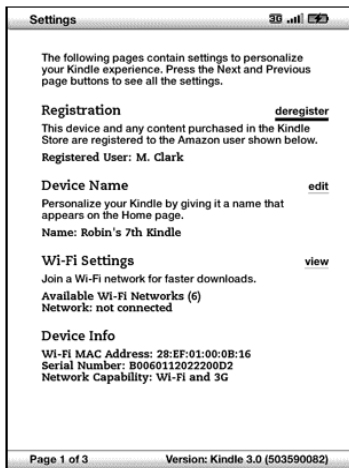 Settings 3G
The following pages contain settings to personalize
your Kindle experience. Press the Next and Previous
page buttons to see all the settings.
Registration deregister
This device and any content purchased in the Kindle
Store are registered to the Amazon user shown below.
Registered User: M. Clark
Device Name edit
Personalize your Kindle by giving it a name that
appears on the Home page.
Name: Robin's 7th Kindle
Wi-Fi Settings view
Join a Wi-Fi network for faster downloads.
Available Wi-Fi Networks (6)
Network: not connected
Device Info
Wi-Fi MAC Address: 28:EF:01:00:0B:16
Serial Number: B0060112022200D2
Network Capability: Wi-Fi and 3G
Page 1 of 3 Version: Kindle 3.0 (503590082)